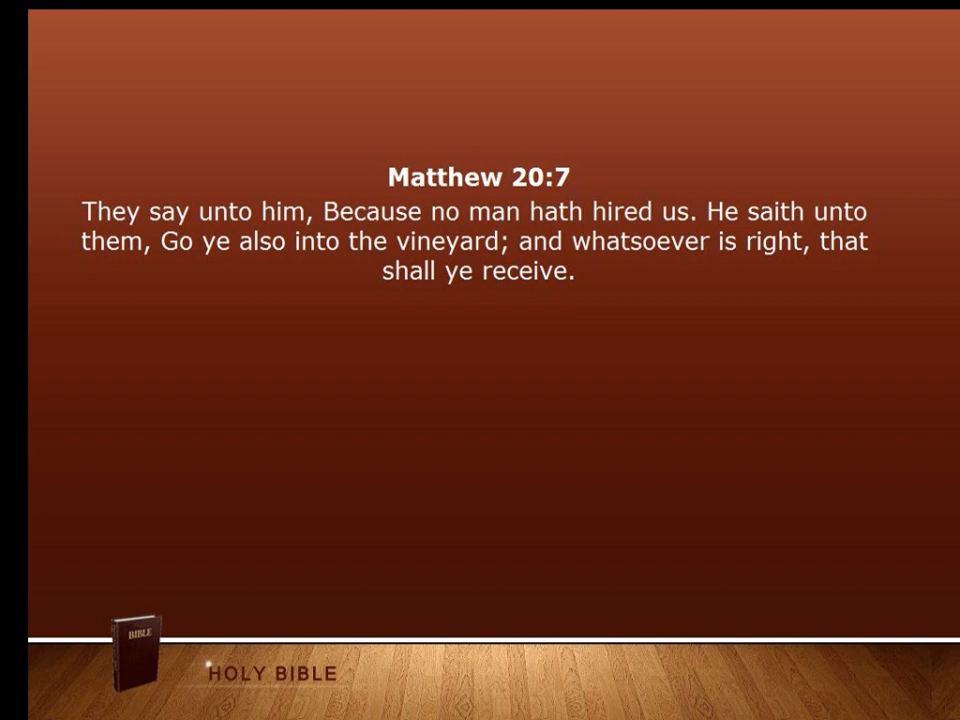 Matthew 20:7
They say unto him, Because no man hath hired us. He saith unto
them, Go ye also into the vineyard; and whatsoever is right, that
shall ye receive.
BIBLE
HOLY BIBLE